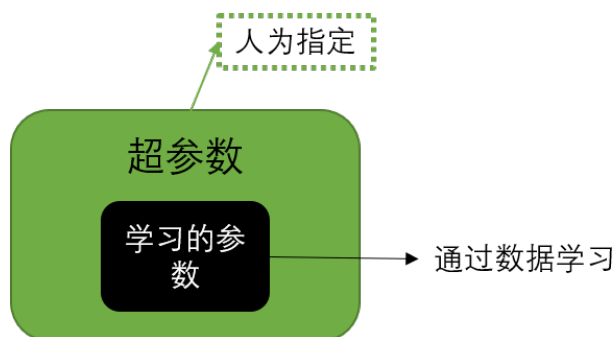 人为指定
超参数
学习的参
数
通过数据学习